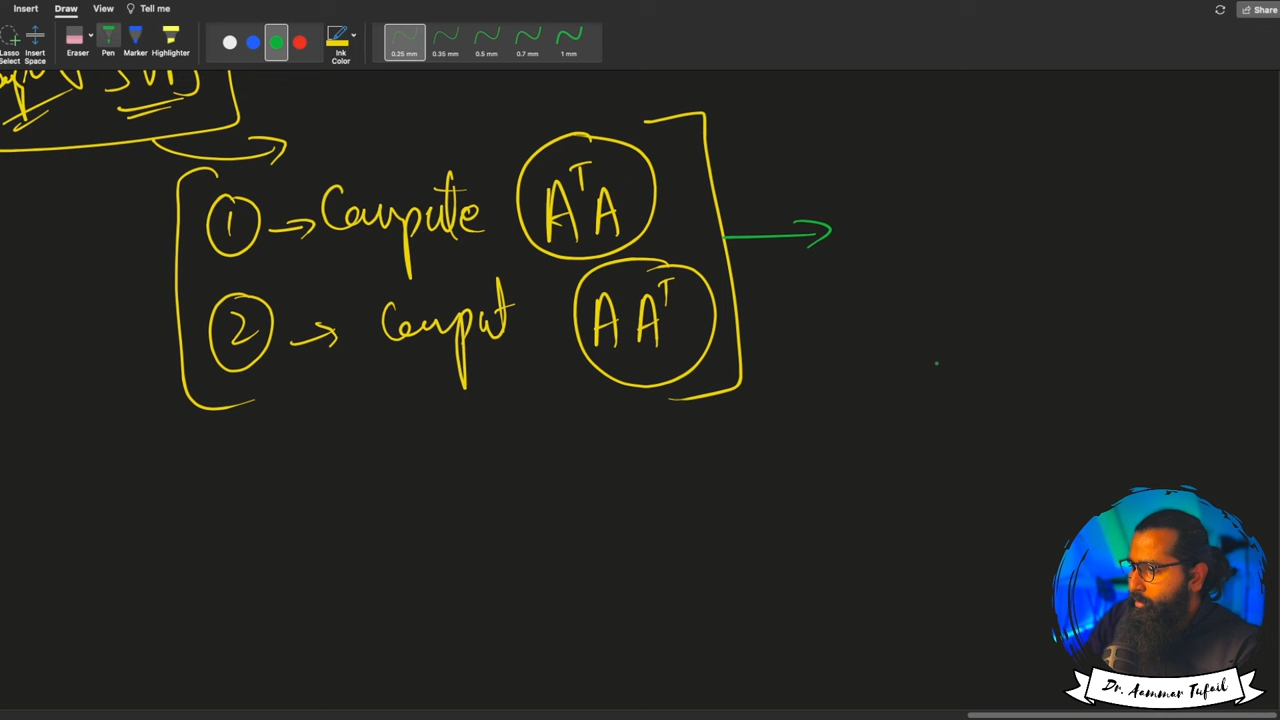 Insert Draw View Tell me
Share
Lasso Select
Insert Space
Eraser
Pen
Marker
Highlighter
Ink Color
0.25 mm 0.35 mm 0.5 mm 0.7 mm 1 mm
SVD
1 → Compute AᵀA
2 → Comput AAᵀ
Dr. Aammar Tufail